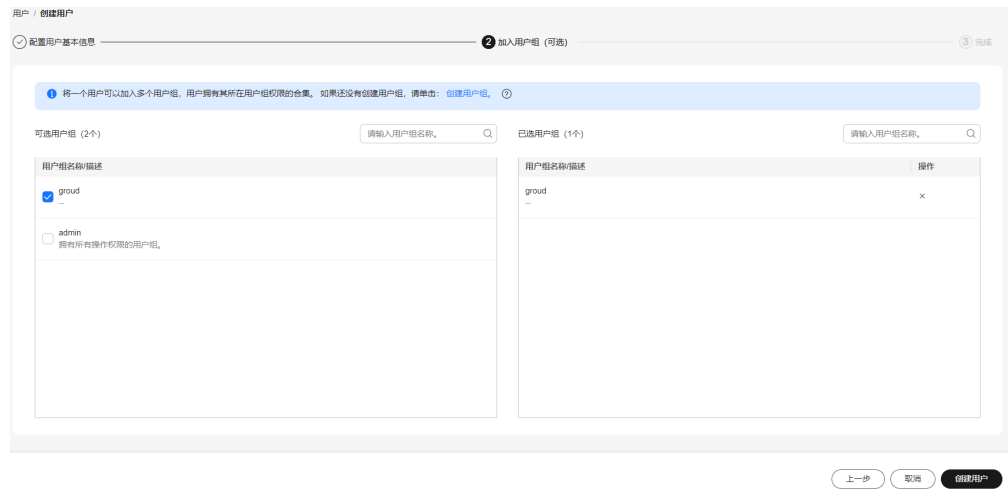 用户 / 创建用户
配置用户基本信息
2 加入用户组 (可选)
3 完成
将一个用户可以加入多个用户组，用户拥有其所在用户组权限的合集。如果还没有创建用户组，请单击：创建用户组。
可选用户组 (2个)
请输入用户组名称。
已选用户组 (1个)
请输入用户组名称。
用户组名称/描述
用户组名称/描述
操作
groud
--
groud
--
admin
拥有所有操作权限的用户组。
上一步
取消
创建用户